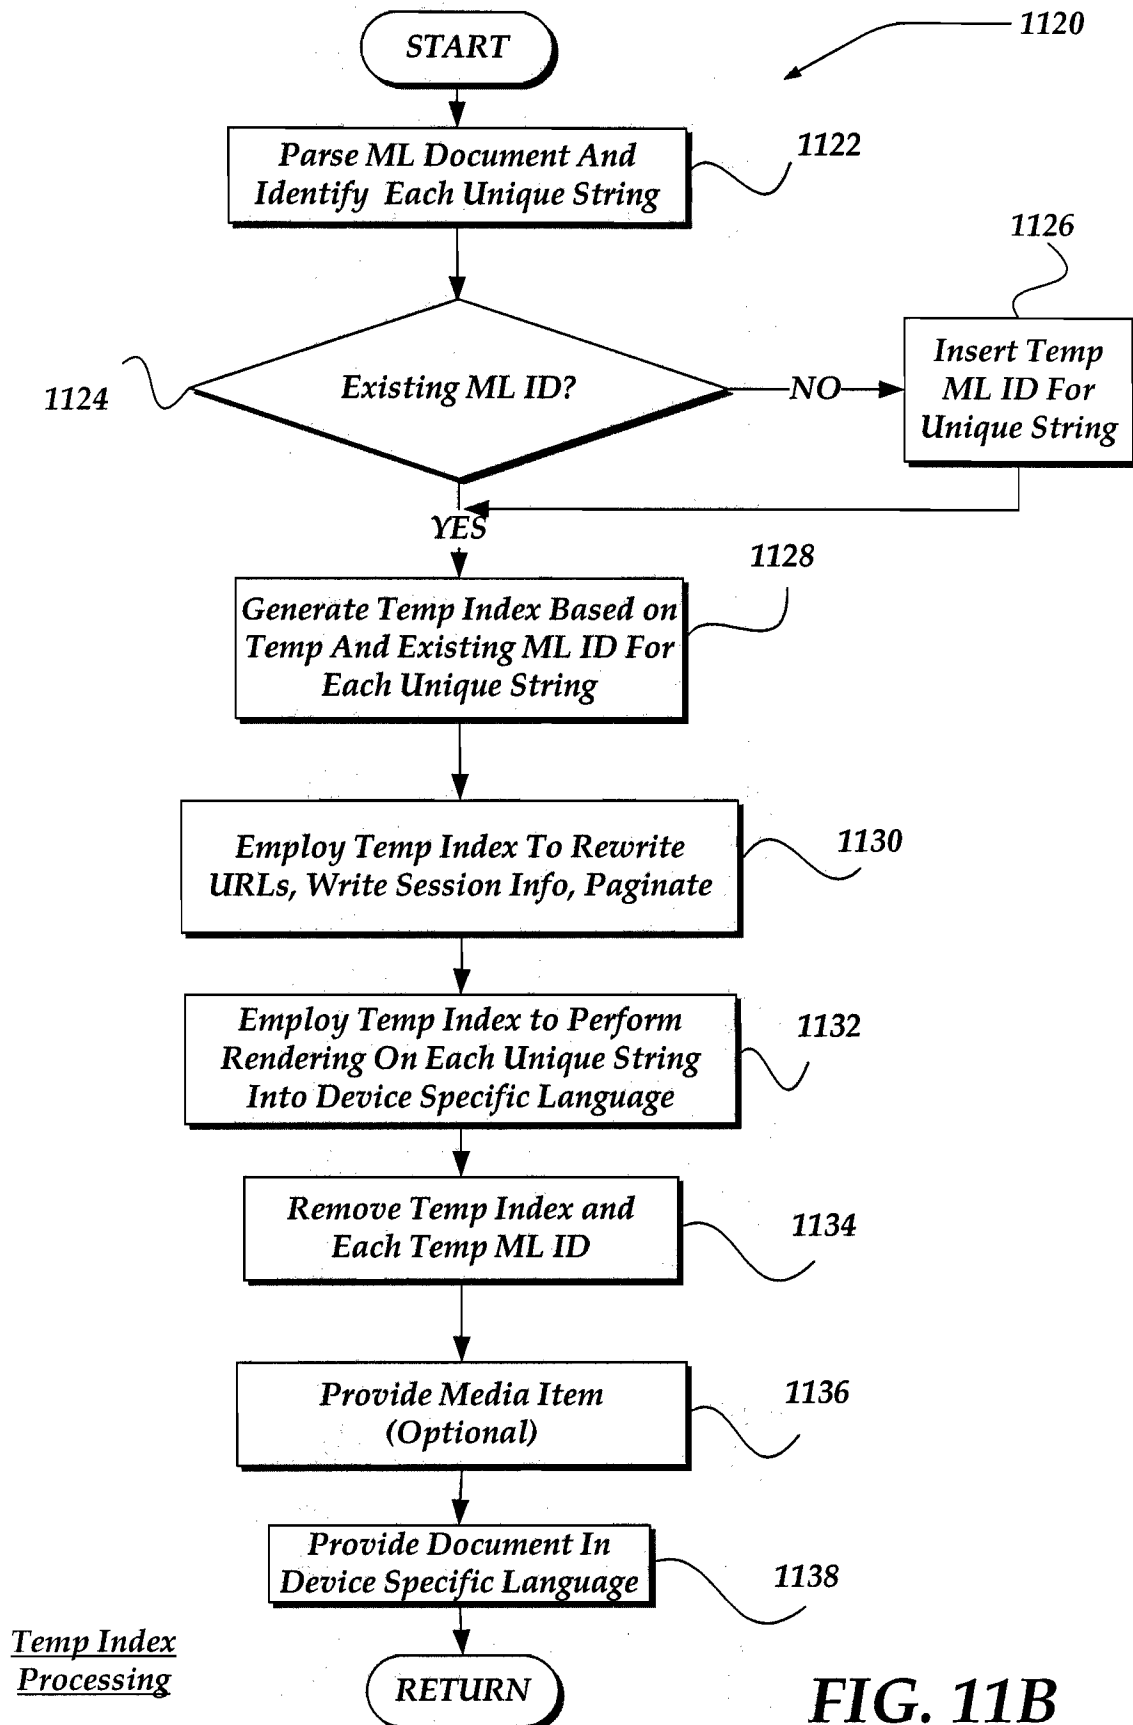 START
1120
Parse ML Document And
Identify Each Unique String
1122
1126
Existing ML ID?
1124
NO
Insert Temp
ML ID For
Unique String
YES
1128
Generate Temp Index Based on
Temp And Existing ML ID For
Each Unique String
Employ Temp Index To Rewrite
URLs, Write Session Info, Paginate
1130
Employ Temp Index to Perform
Rendering On Each Unique String
Into Device Specific Language
1132
Remove Temp Index and
Each Temp ML ID
1134
Provide Media Item
(Optional)
1136
Provide Document In
Device Specific Language
1138
Temp Index
Processing
RETURN
FIG. 11B